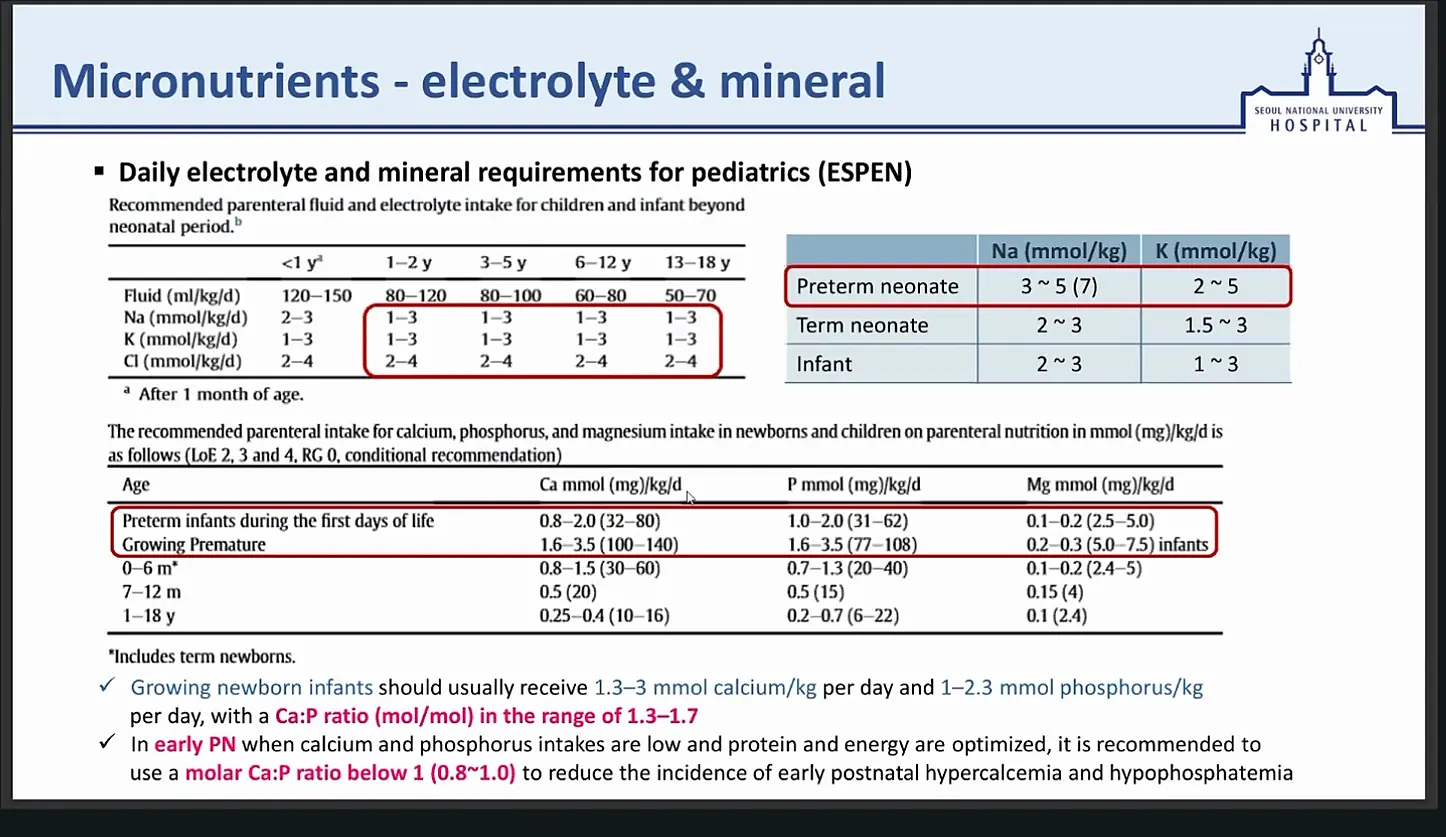 Micronutrients - electrolyte & mineral
SEOUL NATIONAL UNIVERSITY
HOSPITAL
▪ Daily electrolyte and mineral requirements for pediatrics (ESPEN)
Recommended parenteral fluid and electrolyte intake for children and infant beyond
neonatal period.b
<1 ya 1–2 y 3–5 y 6–12 y 13–18 y
Fluid (ml/kg/d) 120–150 80–120 80–100 60–80 50–70
Na (mmol/kg/d) 2–3 1–3 1–3 1–3 1–3
K (mmol/kg/d) 1–3 1–3 1–3 1–3 1–3
Cl (mmol/kg/d) 2–4 2–4 2–4 2–4 2–4
a After 1 month of age.
Na (mmol/kg) K (mmol/kg)
Preterm neonate 3 ~ 5 (7) 2 ~ 5
Term neonate 2 ~ 3 1.5 ~ 3
Infant 2 ~ 3 1 ~ 3
The recommended parenteral intake for calcium, phosphorus, and magnesium intake in newborns and children on parenteral nutrition in mmol (mg)/kg/d is
as follows (LoE 2, 3 and 4, RG 0, conditional recommendation)
Age Ca mmol (mg)/kg/d P mmol (mg)/kg/d Mg mmol (mg)/kg/d
Preterm infants during the first days of life 0.8–2.0 (32–80) 1.0–2.0 (31–62) 0.1–0.2 (2.5–5.0)
Growing Premature 1.6–3.5 (100–140) 1.6–3.5 (77–108) 0.2–0.3 (5.0–7.5) infants
0–6 m* 0.8–1.5 (30–60) 0.7–1.3 (20–40) 0.1–0.2 (2.4–5)
7–12 m 0.5 (20) 0.5 (15) 0.15 (4)
1–18 y 0.25–0.4 (10–16) 0.2–0.7 (6–22) 0.1 (2.4)
*Includes term newborns.
✓ Growing newborn infants should usually receive 1.3–3 mmol calcium/kg per day and 1–2.3 mmol phosphorus/kg
per day, with a Ca:P ratio (mol/mol) in the range of 1.3–1.7
✓ In early PN when calcium and phosphorus intakes are low and protein and energy are optimized, it is recommended to
use a molar Ca:P ratio below 1 (0.8~1.0) to reduce the incidence of early postnatal hypercalcemia and hypophosphatemia